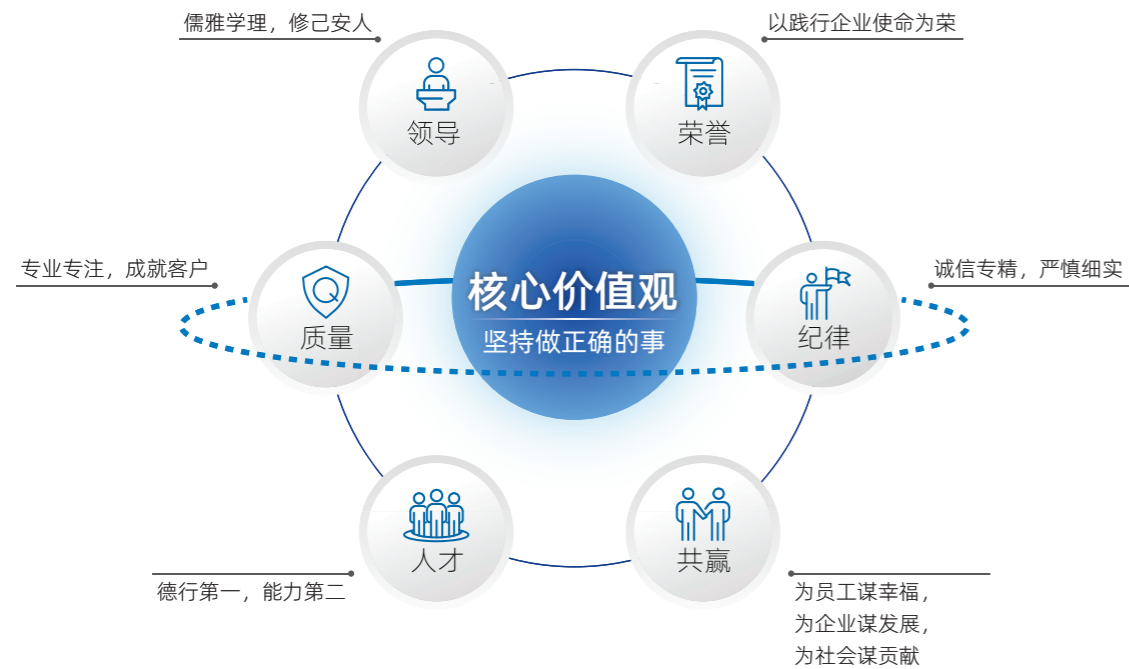 儒雅学理，修己安人
以践行企业使命为荣
领导
荣誉
专业专注，成就客户
诚信专精，严慎细实
核心价值观
坚持做正确的事
质量
纪律
人才
共赢
德行第一，能力第二
为员工谋幸福，
为企业谋发展，
为社会谋贡献